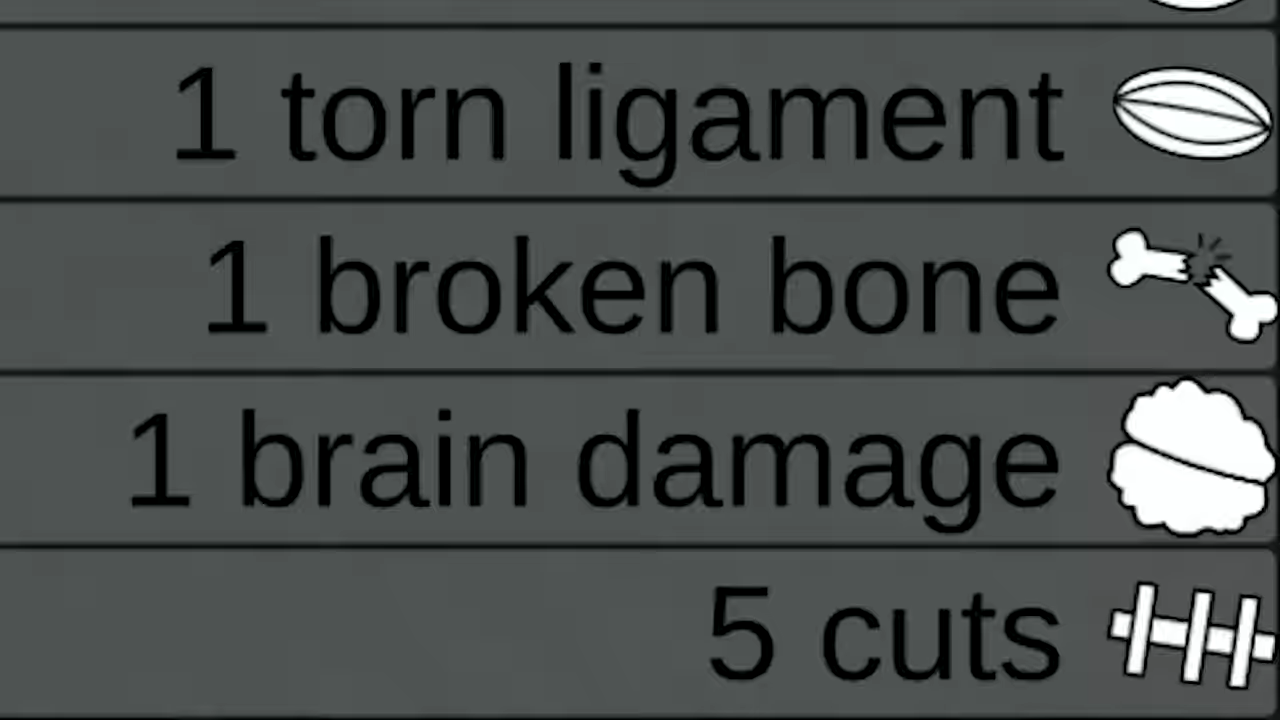 1 torn ligament
1 broken bone
1 brain damage
5 cuts